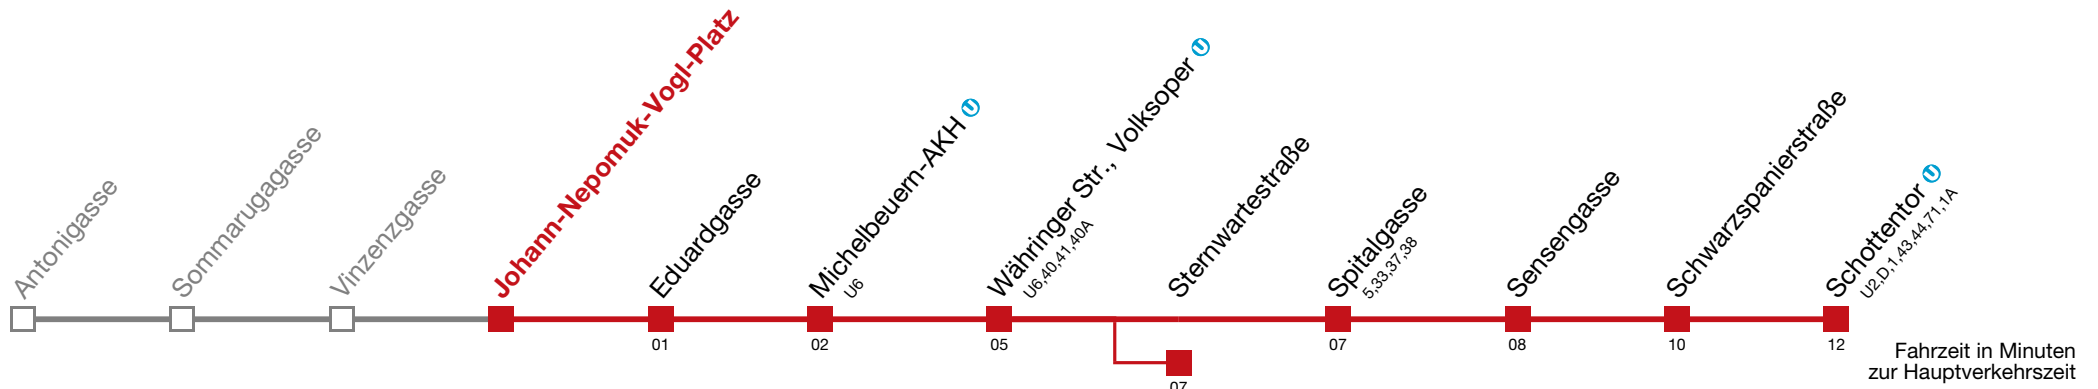 Antonigasse
Sommarugagasse
Vinzenzgasse
Johann-Nepomuk-Vogl-Platz
Eduardgasse
01
Michelbeuern-AKH U
U6
02
Währinger Str., Volksoper U
U6,40,41,40A
05
Sternwartestraße
07
Spitalgasse
5,33,37,38
07
Sensengasse
08
Schwarzspanierstraße
10
Schottentor U
U2,D,1,43,44,71,1A
12
Fahrzeit in Minuten
zur Hauptverkehrszeit